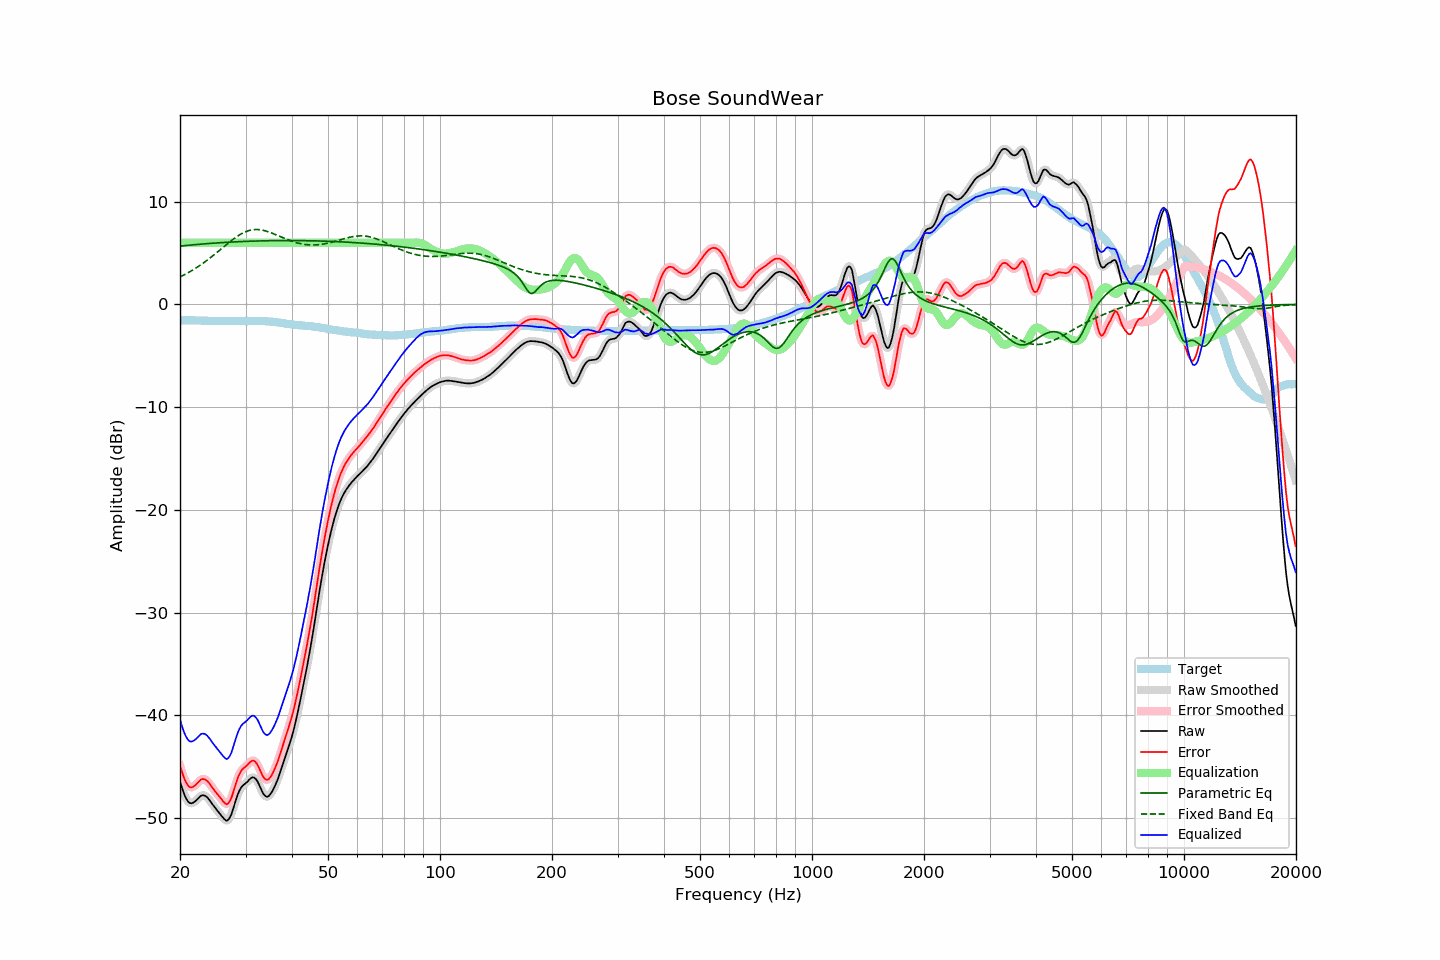 Bose SoundWear
10
0
−10
−20
−30
−40
−50
Amplitude (dBr)
20 50 100 200 500 1000 2000 5000 10000 20000
Frequency (Hz)
Target
Raw Smoothed
Error Smoothed
Raw
Error
Equalization
Parametric Eq
Fixed Band Eq
Equalized